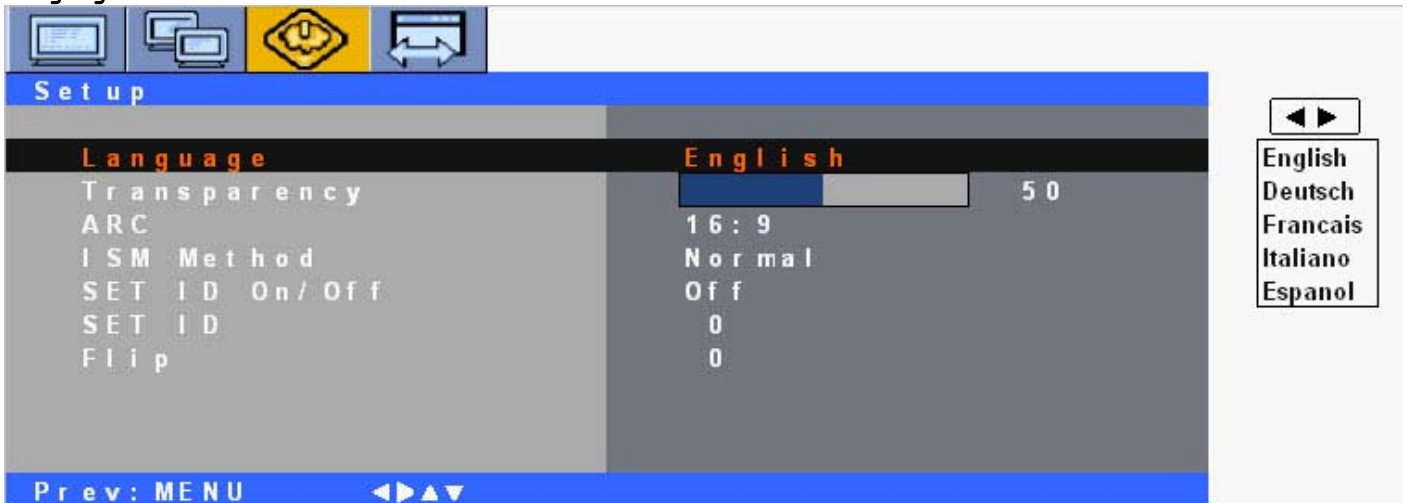 Setup
Language English
Transparency 50
ARC 16:9
ISM Method Normal
SET ID On/Off Off
SET ID 0
Flip 0
Prev: MENU ◀▶▲▼
◀ ▶
English
Deutsch
Francais
Italiano
Espanol